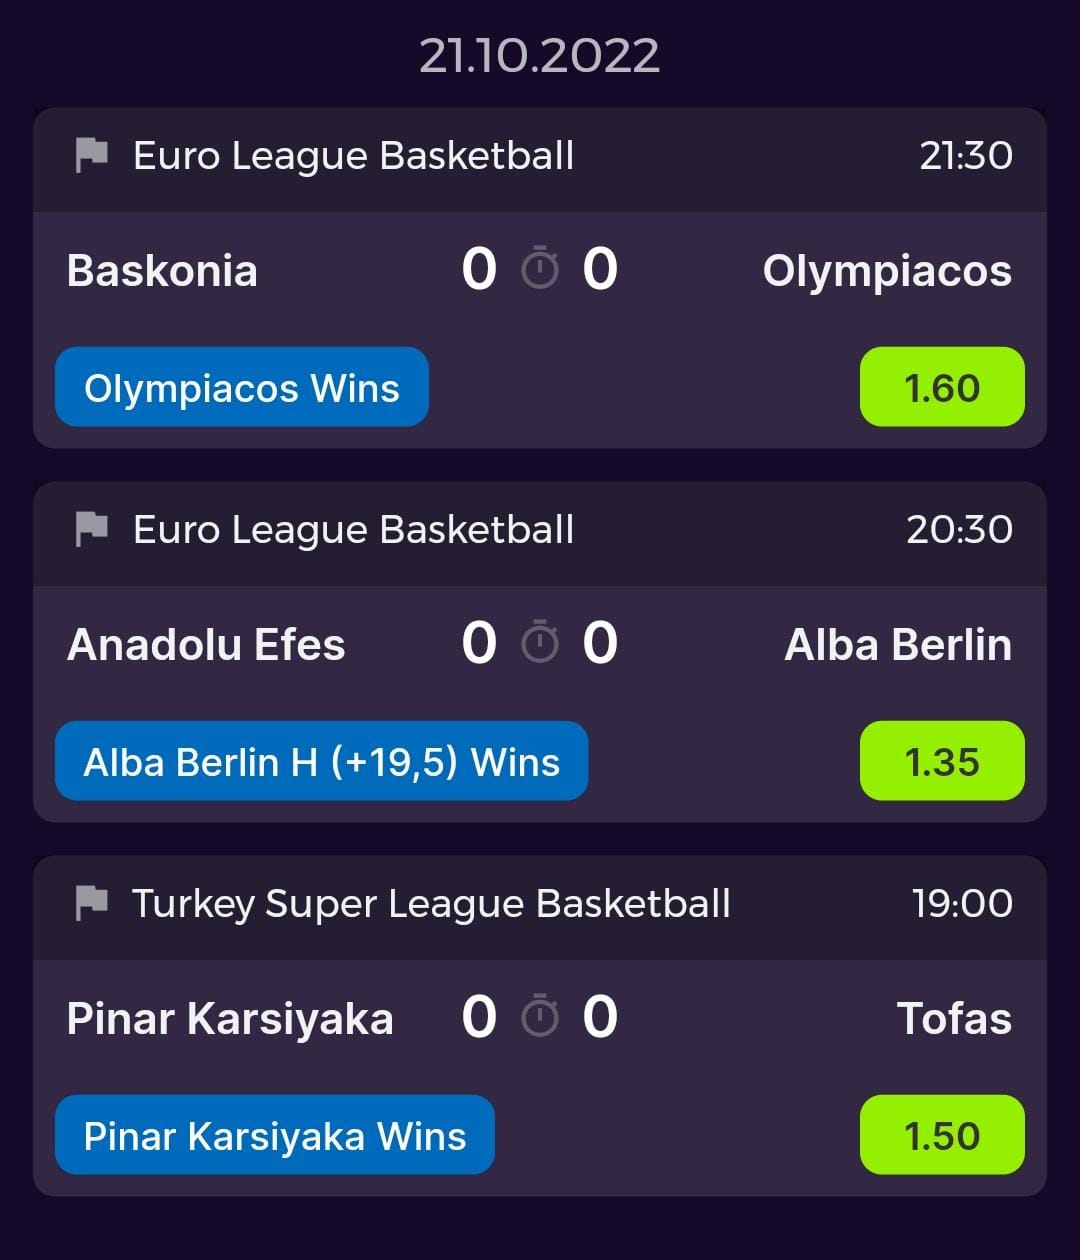 21.10.2022
Euro League Basketball 21:30
Baskonia 0 0 Olympiacos
Olympiacos Wins 1.60
Euro League Basketball 20:30
Anadolu Efes 0 0 Alba Berlin
Alba Berlin H (+19,5) Wins 1.35
Turkey Super League Basketball 19:00
Pinar Karsiyaka 0 0 Tofas
Pinar Karsiyaka Wins 1.50